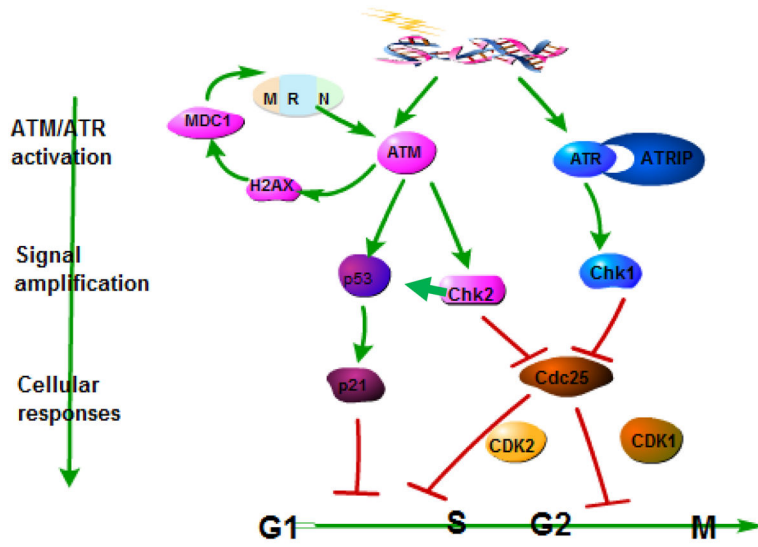 M R N
MDC1
ATM/ATR
activation
ATM
ATR
ATRIP
H2AX
Signal
amplification
p53
Chk2
Chk1
Cellular
responses
p21
Cdc25
CDK2
CDK1
G1
S
G2
M